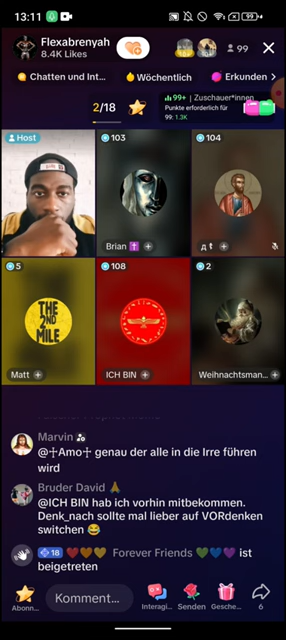 13:11
99+
Flexabrenyah
8.4K Likes
99
Chatten und Int...
Wöchentlich
Erkunden
2/18
99+ | Zuschauer*innen
Punkte erforderlich für
99: 1.3K
Host
103
104
Brian
д
5
108
2
THE
2ND
MILE
Matt
ICH BIN
Weihnachtsman...
Marvin
@✝Amo✝ genau der alle in die Irre führen
wird
Bruder David 🙏
@ICH BIN hab ich vorhin mitbekommen.
Denk_nach sollte mal lieber auf VORdenken
switchen 😂
18 ❤️🧡💛 Forever Friends 💚💙💜 ist
beigetreten
Abonn...
Komment...
Interagi...
Senden
Gesche...
6